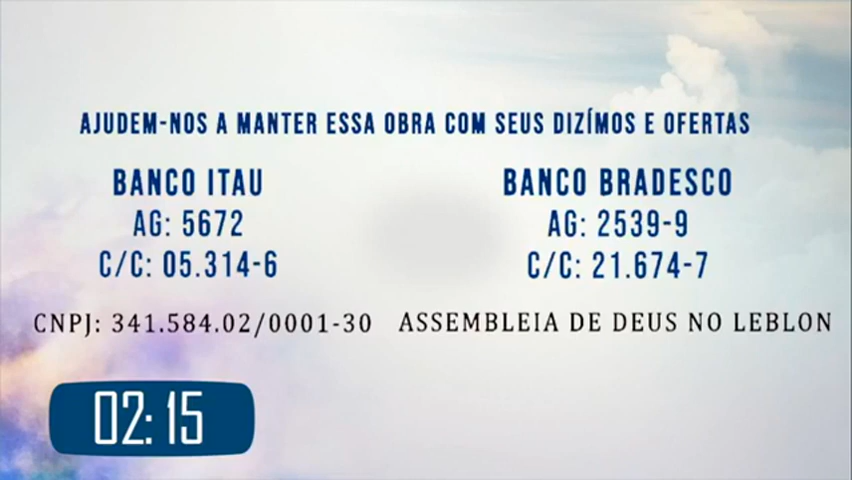 AJUDEM-NOS A MANTER ESSA OBRA COM SEUS DIZÍMOS E OFERTAS
BANCO ITAU
AG: 5672
C/C: 05.314-6
BANCO BRADESCO
AG: 2539-9
C/C: 21.674-7
CNPJ: 341.584.02/0001-30 ASSEMBLEIA DE DEUS NO LEBLON
02:15